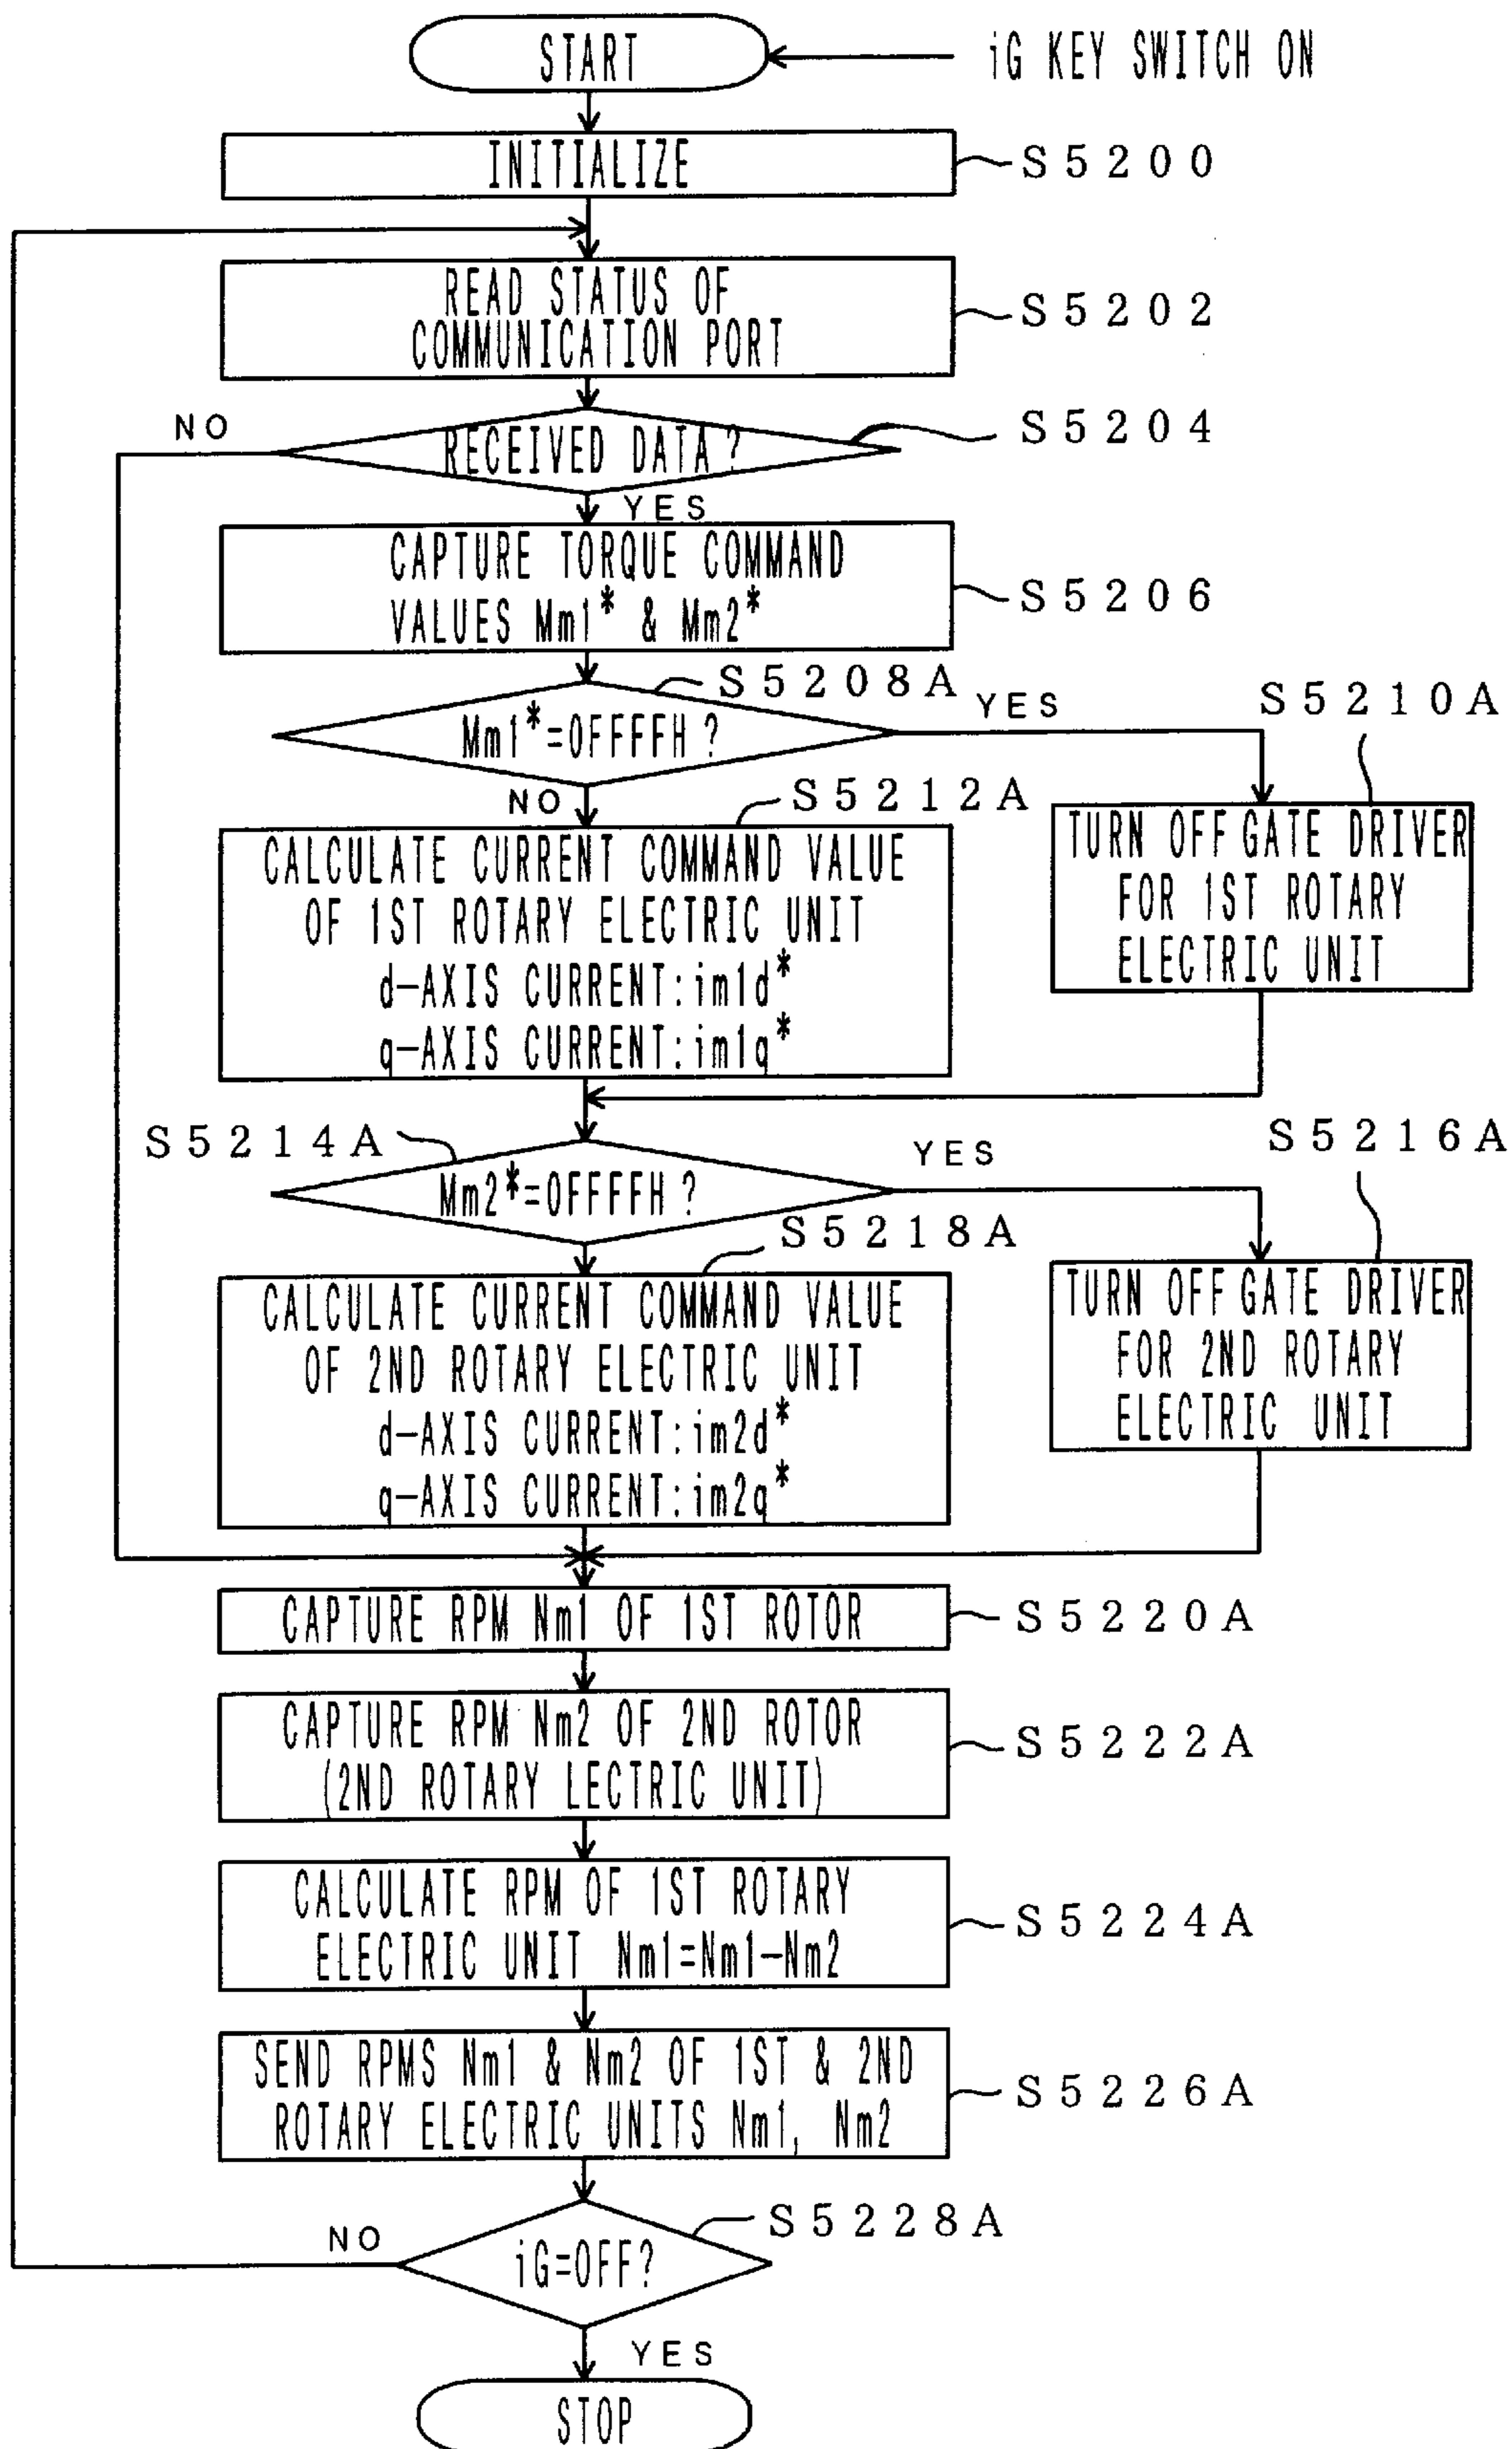 START
iG KEY SWITCH ON
INITIALIZE
S5200
READ STATUS OF
COMMUNICATION PORT
S5202
NO
RECEIVED DATA?
S5204
YES
CAPTURE TORQUE COMMAND
VALUES Mm1* & Mm2*
S5206
S5208A
Mm1*=0FFFFH?
YES
S5210A
NO
S5212A
CALCULATE CURRENT COMMAND VALUE
OF 1ST ROTARY ELECTRIC UNIT
d-AXIS CURRENT:im1d*
q-AXIS CURRENT:im1q*
TURN OFF GATE DRIVER
FOR 1ST ROTARY
ELECTRIC UNIT
S5214A
Mm2*=0FFFFH?
YES
S5216A
S5218A
CALCULATE CURRENT COMMAND VALUE
OF 2ND ROTARY ELECTRIC UNIT
d-AXIS CURRENT:im2d*
q-AXIS CURRENT:im2q*
TURN OFF GATE DRIVER
FOR 2ND ROTARY
ELECTRIC UNIT
CAPTURE RPM Nm1 OF 1ST ROTOR
S5220A
CAPTURE RPM Nm2 OF 2ND ROTOR
(2ND ROTARY LECTRIC UNIT)
S5222A
CALCULATE RPM OF 1ST ROTARY
ELECTRIC UNIT Nm1=Nm1-Nm2
S5224A
SEND RPMS Nm1 & Nm2 OF 1ST & 2ND
ROTARY ELECTRIC UNITS Nm1, Nm2
S5226A
S5228A
NO
iG=OFF?
YES
STOP